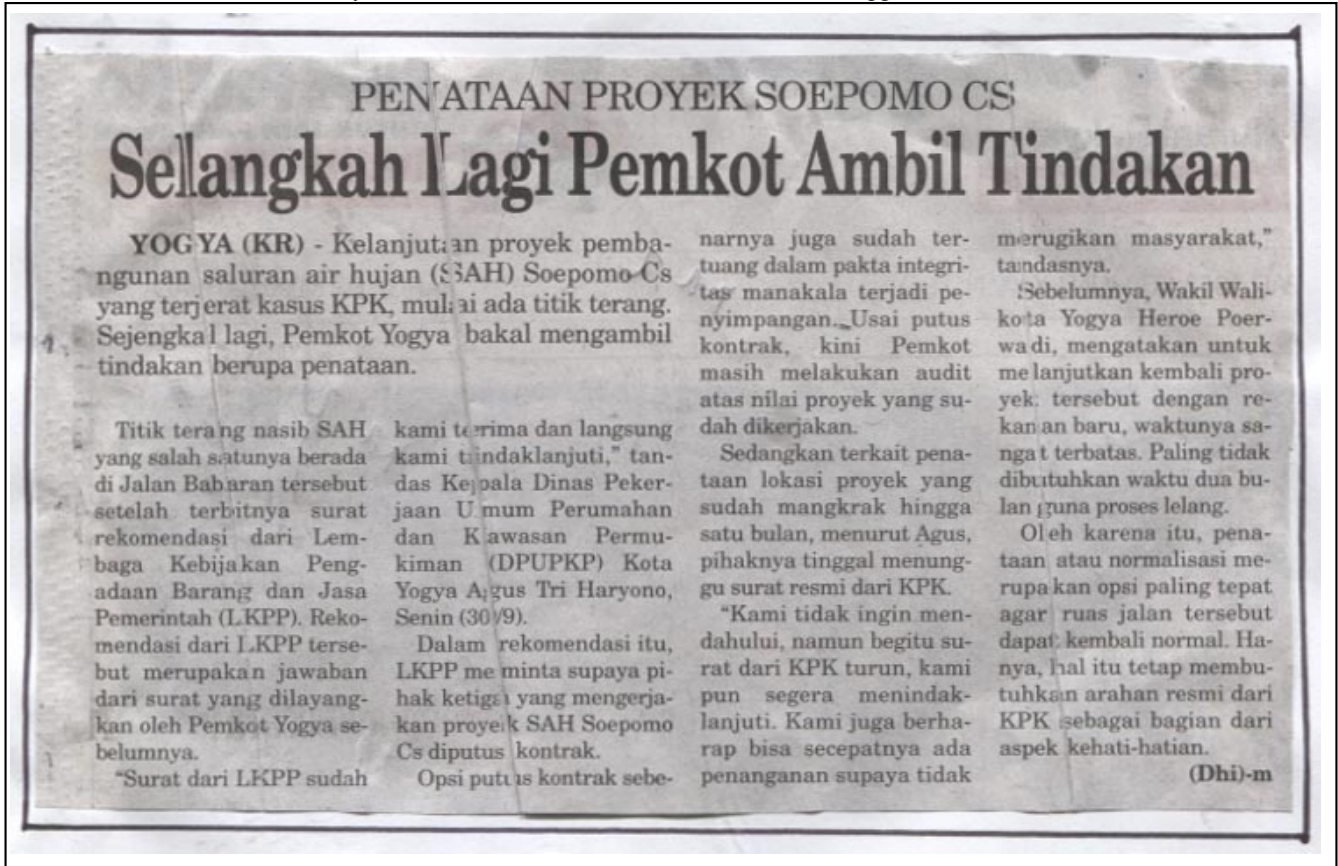 PENATAAN PROYEK SOEPOMO CS
Selangkah Lagi Pemkot Ambil Tindakan
YOGYA (KR) - Kelanjutan proyek pemba-
ngunan saluran air hujan (SAH) Soepomo Cs
yang terjerat kasus KPK, mulai ada titik terang.
Sejengkal lagi, Pemkot Yogya bakal mengambil
tindakan berupa penataan.
Titik terang nasib SAH
yang salah satunya berada
di Jalan Babaran tersebut
setelah terbitnya surat
rekomendasi dari Lem-
baga Kebijakan Peng-
adaan Barang dan Jasa
Pemerintah (LKPP). Reko-
mendasi dari LKPP terse-
but merupakan jawaban
dari surat yang dilayang-
kan oleh Pemkot Yogya se-
belumnya.
"Surat dari LKPP sudah
kami terima dan langsung
kami tindaklanjuti," tan-
das Kepala Dinas Peker-
jaan Umum Perumahan
dan Kawasan Permu-
kiman (DPUPKP) Kota
Yogya Agus Tri Haryono,
Senin (30/9).
Dalam rekomendasi itu,
LKPP meminta supaya pi-
hak ketiga yang mengerja-
kan proyek SAH Soepomo
Cs diputus kontrak.
Opsi putus kontrak sebe-
narnya juga sudah ter-
tuang dalam pakta integri-
tas manakala terjadi pe-
nyimpangan. Usai putus
kontrak, kini Pemkot
masih melakukan audit
atas nilai proyek yang su-
dah dikerjakan.
Sedangkan terkait pena-
taan lokasi proyek yang
sudah mangkrak hingga
satu bulan, menurut Agus,
pihaknya tinggal menung-
gu surat resmi dari KPK.
"Kami tidak ingin men-
dahului, namun begitu su-
rat dari KPK turun, kami
pun segera menindak-
lanjuti. Kami juga berha-
rap bisa secepatnya ada
penanganan supaya tidak
merugikan masyarakat,"
tandasnya.
Sebelumnya, Wakil Wali-
kota Yogya Heroe Poer-
wadi, mengatakan untuk
melanjutkan kembali pro-
yek tersebut dengan re-
kanan baru, waktunya sa-
ngat terbatas. Paling tidak
dibutuhkan waktu dua bu-
lan guna proses lelang.
Oleh karena itu, pena-
taan atau normalisasi me-
rupakan opsi paling tepat
agar ruas jalan tersebut
dapat kembali normal. Ha-
nya, hal itu tetap membu-
tuhkan arahan resmi dari
KPK sebagai bagian dari
aspek kehati-hatian.
(Dhi)-m